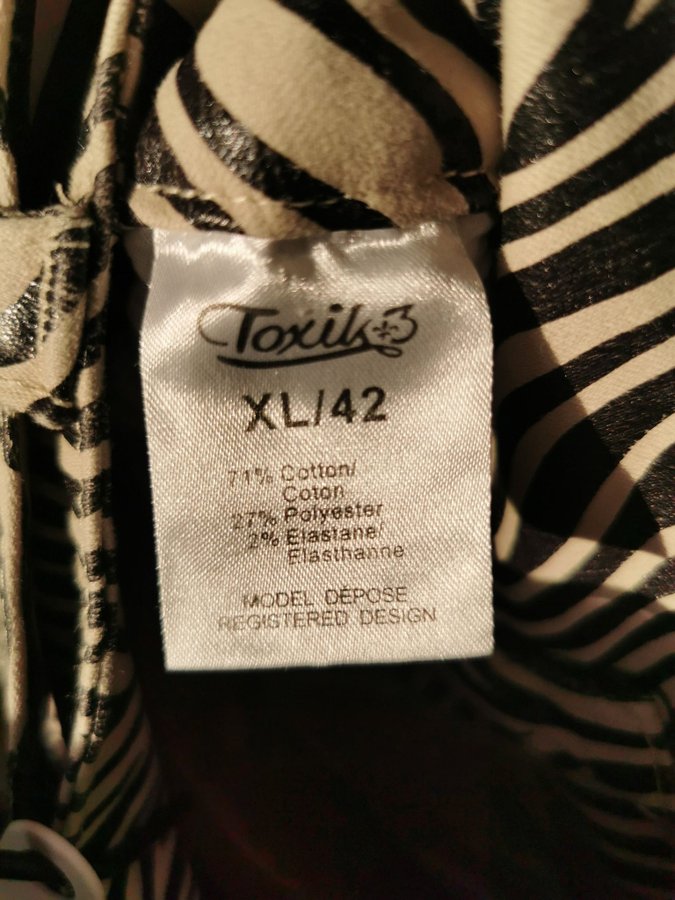 Toxik3
XL/42
71% Cotton/
Coton
27% Polyester
2% Elastane/
Elasthanne
MODEL DÉPOSE
REGISTERED DESIGN